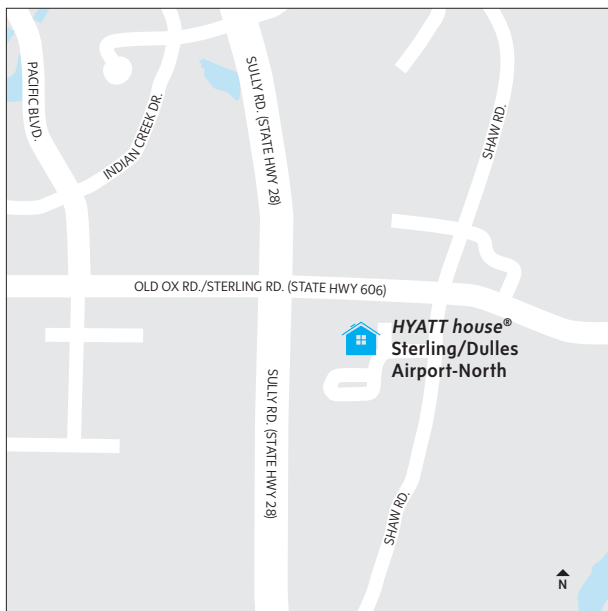 PACIFIC BLVD.
INDIAN CREEK DR.
SULLY RD. (STATE HWY 28)
SHAW RD.
OLD OX RD./STERLING RD. (STATE HWY 606)
HYATT house®
Sterling/Dulles
Airport-North
SULLY RD. (STATE HWY 28)
SHAW RD.
N